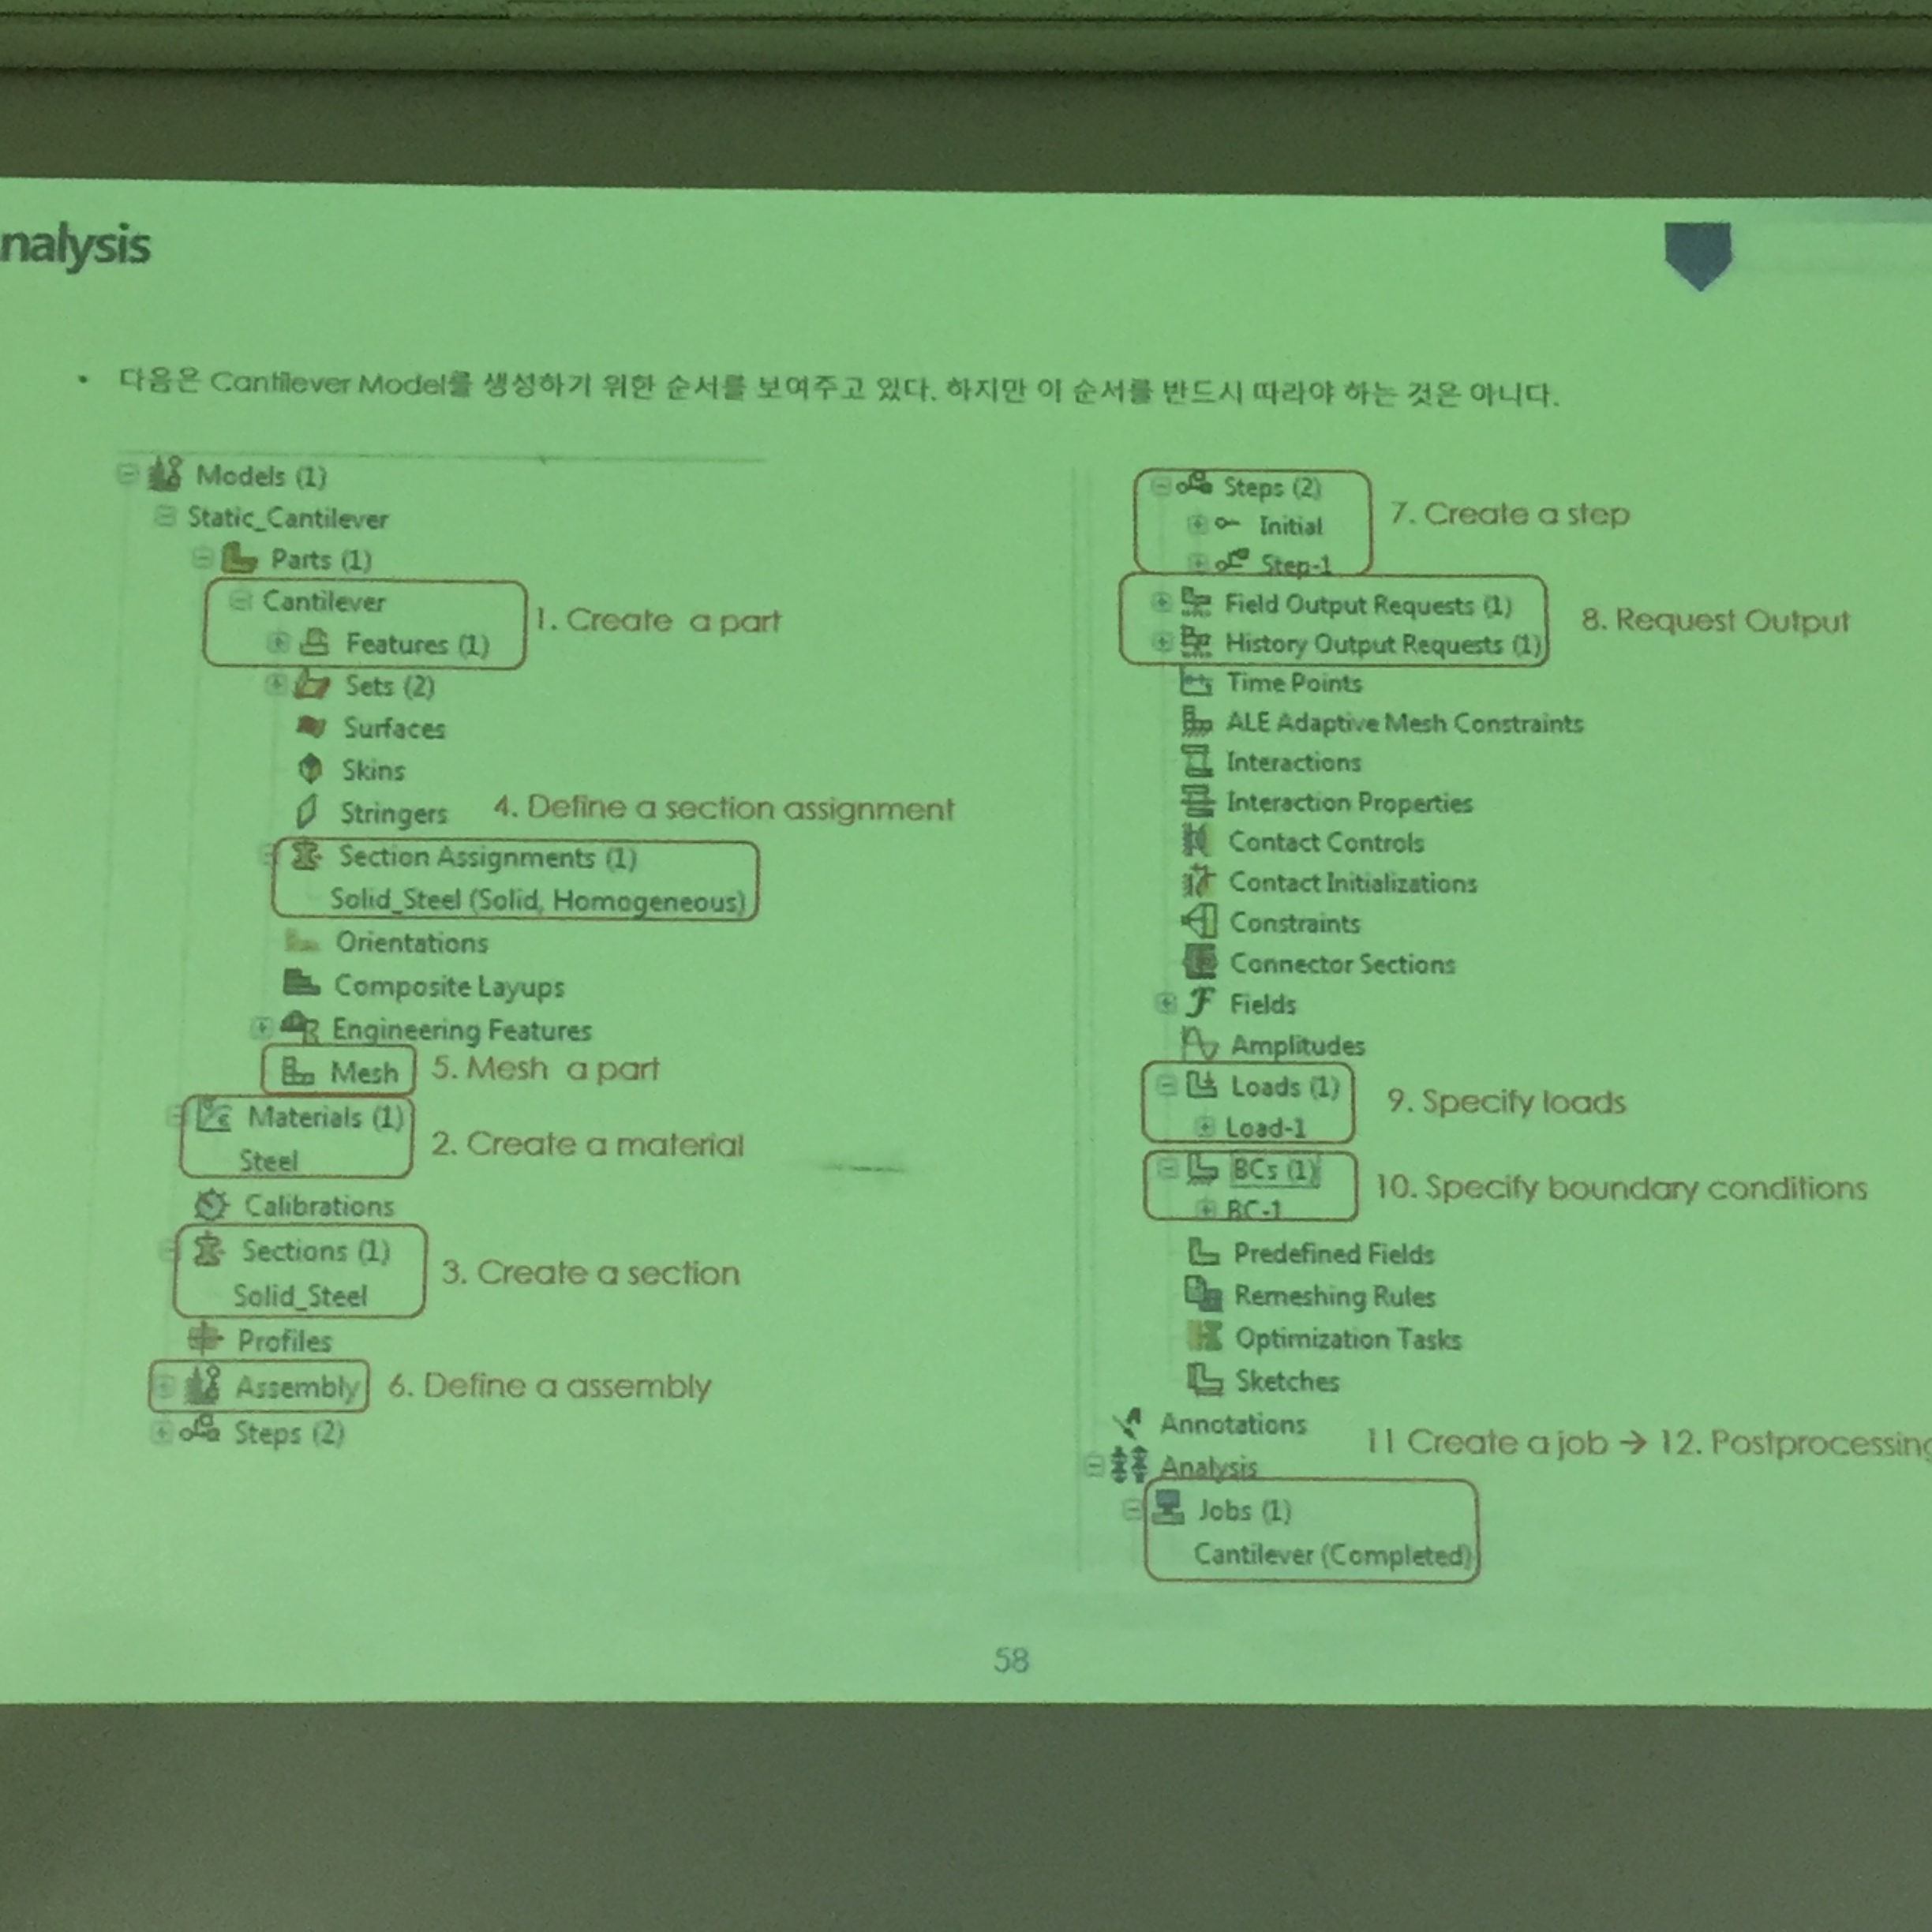 nalysis
• 다음은 Cantilever Model를 생성하기 위한 순서를 보여주고 있다. 하지만 이 순서를 반드시 따라야 하는 것은 아니다.
Models (1)
Static_Cantilever
Parts (1)
Cantilever
1. Create a part
Features (1)
Sets (2)
Surfaces
Skins
Stringers
4. Define a section assignment
Section Assignments (1)
Solid_Steel (Solid, Homogeneous)
Orientations
Composite Layups
Engineering Features
Mesh
5. Mesh a part
Materials (1)
2. Create a material
Steel
Calibrations
Sections (1)
3. Create a section
Solid_Steel
Profiles
Assembly
6. Define a assembly
Steps (2)
Steps (2)
7. Create a step
Initial
Step-1
Field Output Requests (1)
8. Request Output
History Output Requests (1)
Time Points
ALE Adaptive Mesh Constraints
Interactions
Interaction Properties
Contact Controls
Contact Initializations
Constraints
Connector Sections
Fields
Amplitudes
Loads (1)
9. Specify loads
Load-1
BCs (1)
10. Specify boundary conditions
BC-1
Predefined Fields
Remeshing Rules
Optimization Tasks
Sketches
Annotations
11 Create a job → 12. Postprocessing
Analysis
Jobs (1)
Cantilever (Completed)
58